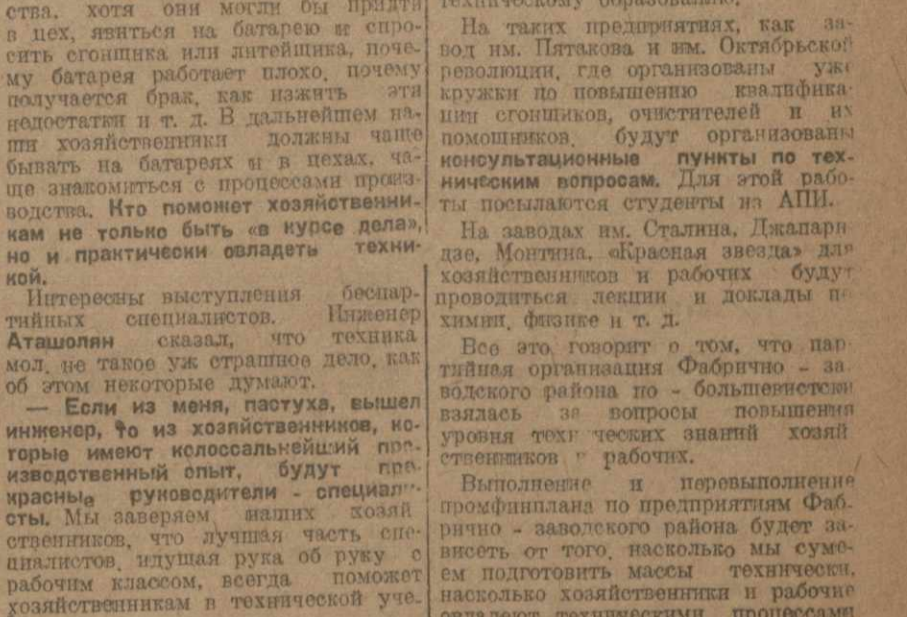 ства, хотя они могли бы придти
в цех, явиться на батарею и спро-
сить сгонщика или литейщика, поче-
му батарея работает плохо, почему
получается брак, как изжить эти
недостатки и т. д. В дальнейшем на-
ши хозяйственники должны чаще
бывать на батареях и в цехах, ча-
ще знакомиться с процессами произ-
водства. Кто поможет хозяйственни-
кам не только быть «в курсе дела»,
но и практически овладеть техни-
кой.
Интересны выступления беспар-
тийных специалистов. Инженер
Аташолян сказал, что техника
мол, не такое уж страшное дело, как
об этом некоторые думают.
— Если из меня, пастуха, вышел
инженер, то из хозяйственников, ко-
торые имеют колоссальнейший про-
изводственный опыт, будут пре-
красные руководители - специали-
сты. Мы заверяем наших хозяй
ственников, что лучшая часть спе-
циалистов, идущая рука об руку с
рабочим классом, всегда поможет
хозяйственникам в технической уче-
техническому образованию.
На таких предприятиях, как за-
вод им. Пятакова и им. Октябрьской
революции, где организованы уже
кружки по повышению квалифика-
ции сгонщиков, очистителей и их
помощников, будут организованы
консультационные пункты по тех-
ническим вопросам. Для этой рабо-
ты посылаются студенты из АПИ.
На заводах им. Сталина, Джапари
дзе, Монтина, «Красная звезда» для
хозяйственников и рабочих будут
проводиться лекции и доклады по
химии, физике и т. д.
Все это говорит о том, что пар
тийная организация Фабрично - за
водского района по - большевистски
взялась за вопросы повышения
уровня технических знаний хозяй
ственников и рабочих.
Выполнение и перевыполнение
промфинплана по предприятиям Фаб-
рично - заводского района будет за-
висеть от того, насколько мы суме-
ем подготовить массы технически,
насколько хозяйственники и рабочие
овладеют техническими процессами